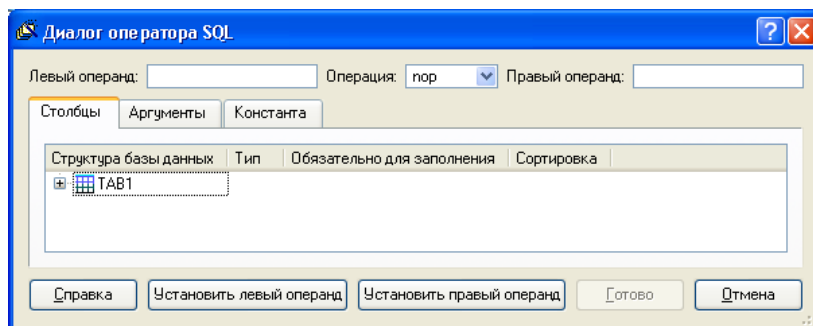 Диалог оператора SQL
Левый операнд: Операция: nop Правый операнд:
Столбцы Аргументы Константа
Структура базы данных Тип Обязательно для заполнения Сортировка
TAB1
Справка Установить левый операнд Установить правый операнд Готово Отмена